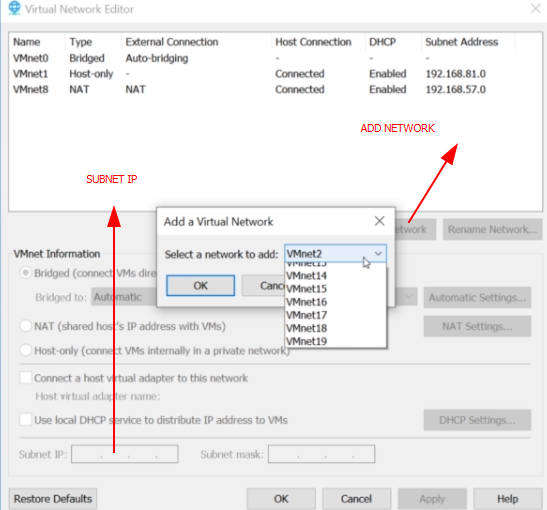 Virtual Network Editor
Name Type External Connection Host Connection DHCP Subnet Address
VMnet0 Bridged Auto-bridging - - -
VMnet1 Host-only - Connected Enabled 192.168.81.0
VMnet8 NAT NAT Connected Enabled 192.168.57.0
ADD NETWORK
SUBNET IP
Add a Virtual Network
etwork Rename Network...
Select a network to add: VMnet2
VMnet Information
VMnet13
Bridged (connect VMs dire
OK Canc
VMnet14
VMnet15
Bridged to: Automatic Automatic Settings...
VMnet16
VMnet17
NAT (shared host's IP address with VMs) NAT Settings...
VMnet18
VMnet19
Host-only (connect VMs internally in a private network)
Connect a host virtual adapter to this network
Host virtual adapter name:
Use local DHCP service to distribute IP address to VMs DHCP Settings...
Subnet IP: . . . Subnet mask: . . .
Restore Defaults OK Cancel Apply Help